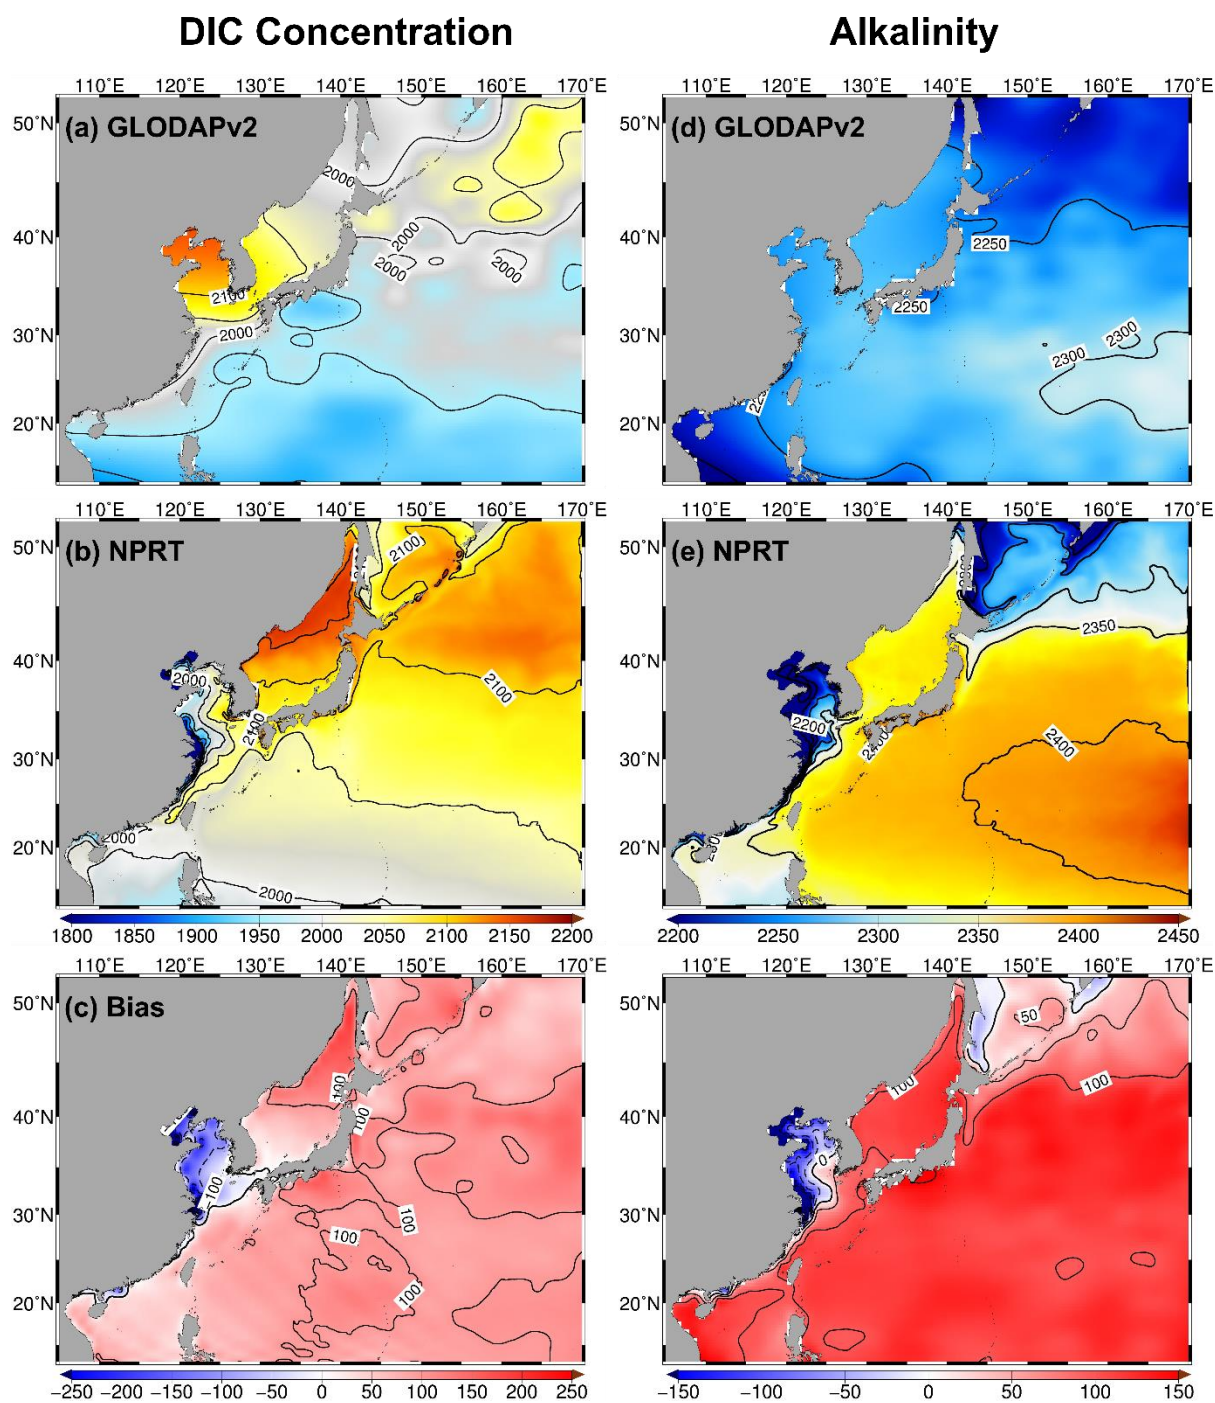 DIC Concentration
Alkalinity
110˚E 120˚E 130˚E 140˚E 150˚E 160˚E 170˚E
50˚N
40˚N
30˚N
20˚N
(a) GLODAPv2
2000
2000
2000
2000
2100
2000
110˚E 120˚E 130˚E 140˚E 150˚E 160˚E 170˚E
50˚N
40˚N
30˚N
20˚N
(d) GLODAPv2
2250
2250
2300
2300
110˚E 120˚E 130˚E 140˚E 150˚E 160˚E 170˚E
50˚N
40˚N
30˚N
20˚N
(b) NPRT
2100
2000
2100
2100
2000
2000
1800 1850 1900 1950 2000 2050 2100 2150 2200
110˚E 120˚E 130˚E 140˚E 150˚E 160˚E 170˚E
50˚N
40˚N
30˚N
20˚N
(e) NPRT
2350
2200
2400
2200 2250 2300 2350 2400 2450
110˚E 120˚E 130˚E 140˚E 150˚E 160˚E 170˚E
50˚N
40˚N
30˚N
20˚N
(c) Bias
100
100
−100
100
100
100
−250 −200 −150 −100 −50 0 50 100 150 200 250
110˚E 120˚E 130˚E 140˚E 150˚E 160˚E 170˚E
50˚N
40˚N
30˚N
20˚N
50
100
100
0
−150 −100 −50 0 50 100 150